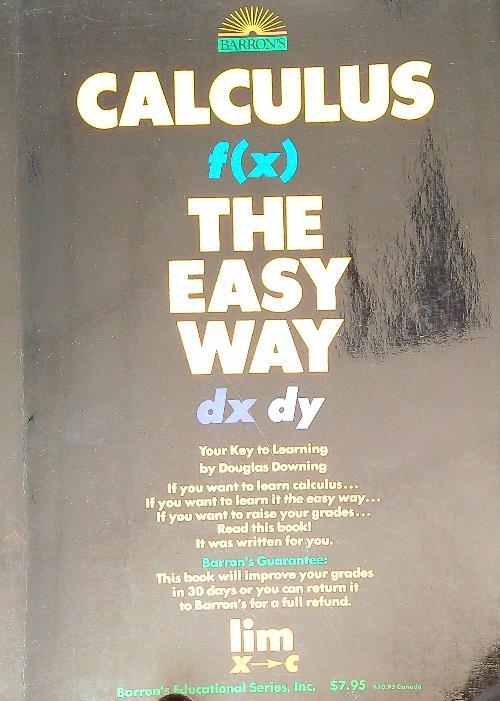 BARRON'S
CALCULUS
f(x)
THE
EASY
WAY
dx dy
Your Key to Learning
by Douglas Downing
If you want to learn calculus...
If you want to learn it the easy way...
If you want to raise your grades...
Read this book!
It was written for you.
Barron's Guarantee:
This book will improve your grades
in 30 days or you can return it
to Barron's for a full refund.
lim
x→c
Barron's Educational Series, Inc. $7.95 $10.95 Canada